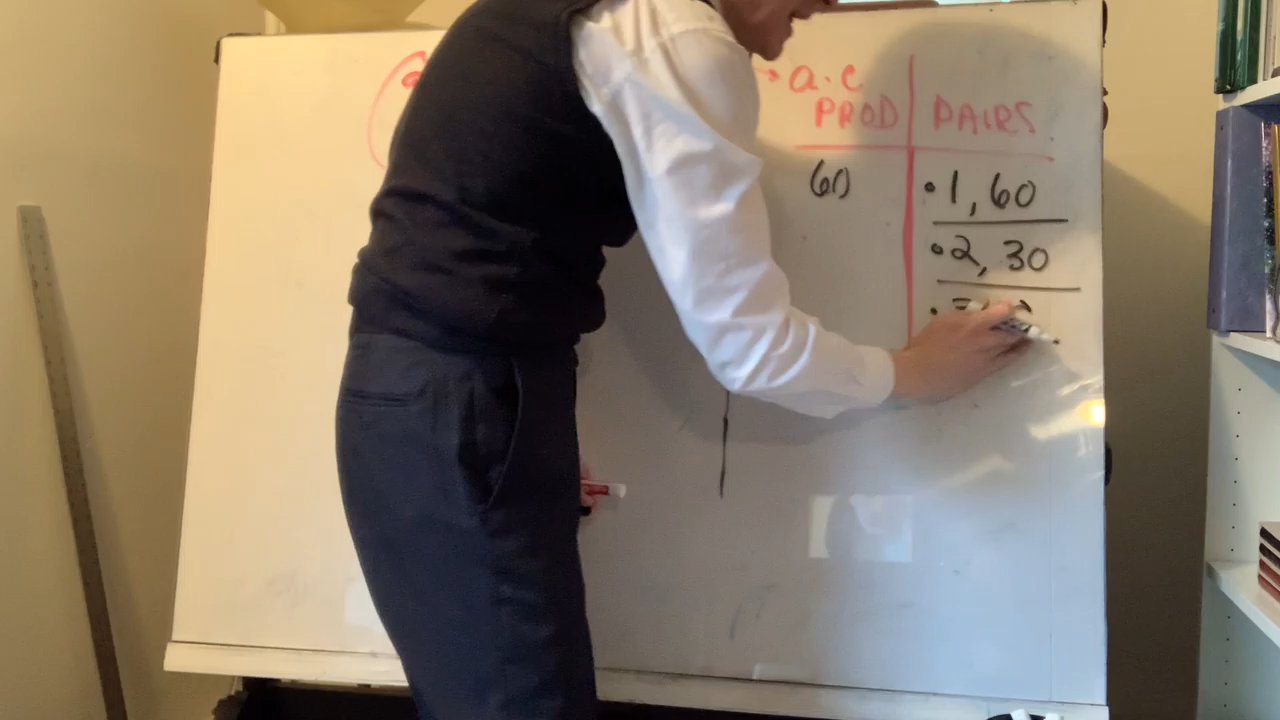 a·c
PROD PAIRS
60 •1, 60
•2, 30